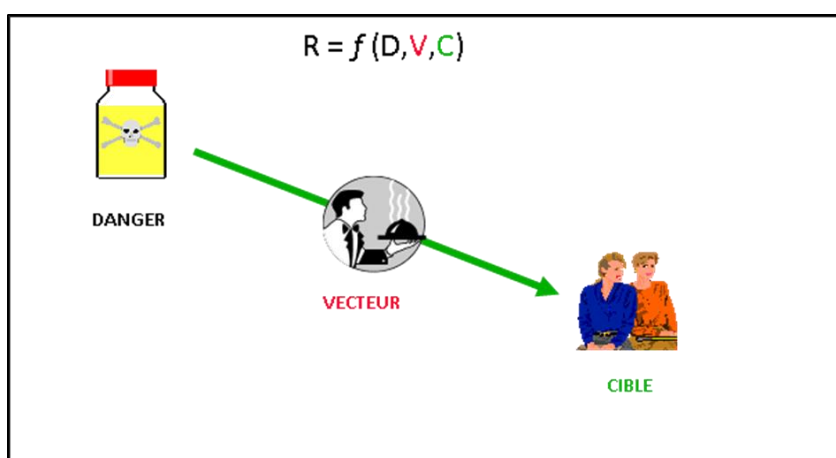 R = f (D,V,C)
DANGER
VECTEUR
CIBLE